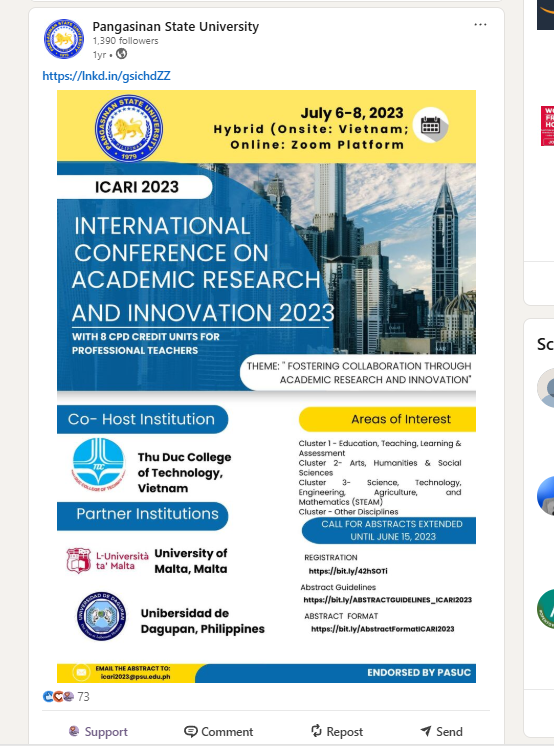 Pangasinan State University
1,390 followers
1yr •
https://lnkd.in/gsichdZZ
PANGASINAN STATE UNIVERSITY
1979
July 6-8, 2023
Hybrid (Onsite: Vietnam;
Online: Zoom Platform
ICARI 2023
INTERNATIONAL
CONFERENCE ON
ACADEMIC RESEARCH
AND INNOVATION 2023
WITH 8 CPD CREDIT UNITS FOR
PROFESSIONAL TEACHERS
THEME: " FOSTERING COLLABORATION THROUGH
ACADEMIC RESEARCH AND INNOVATION"
Co- Host Institution
Thu Duc College
of Technology,
Vietnam
Partner Institutions
L-Università
ta' Malta
University of
Malta, Malta
Unibersidad de
Dagupan, Philippines
Areas of Interest
Cluster 1 - Education, Teaching, Learning &
Assessment
Cluster 2- Arts, Humanities & Social
Sciences
Cluster 3- Science, Technology,
Engineering, Agriculture, and
Mathematics (STEAM)
Cluster - Other Disciplines
CALL FOR ABSTRACTS EXTENDED
UNTIL JUNE 15, 2023
REGISTRATION
https://bit.ly/42hSOTi
Abstract Guidelines
https://bit.ly/ABSTRACTGUIDELINES_ICARI2023
ABSTRACT FORMAT
https://bit.ly/AbstractFormatICARI2023
EMAIL THE ABSTRACT TO:
icari2023@psu.edu.ph
ENDORSED BY PASUC
73
Support
Comment
Repost
Send
Sc